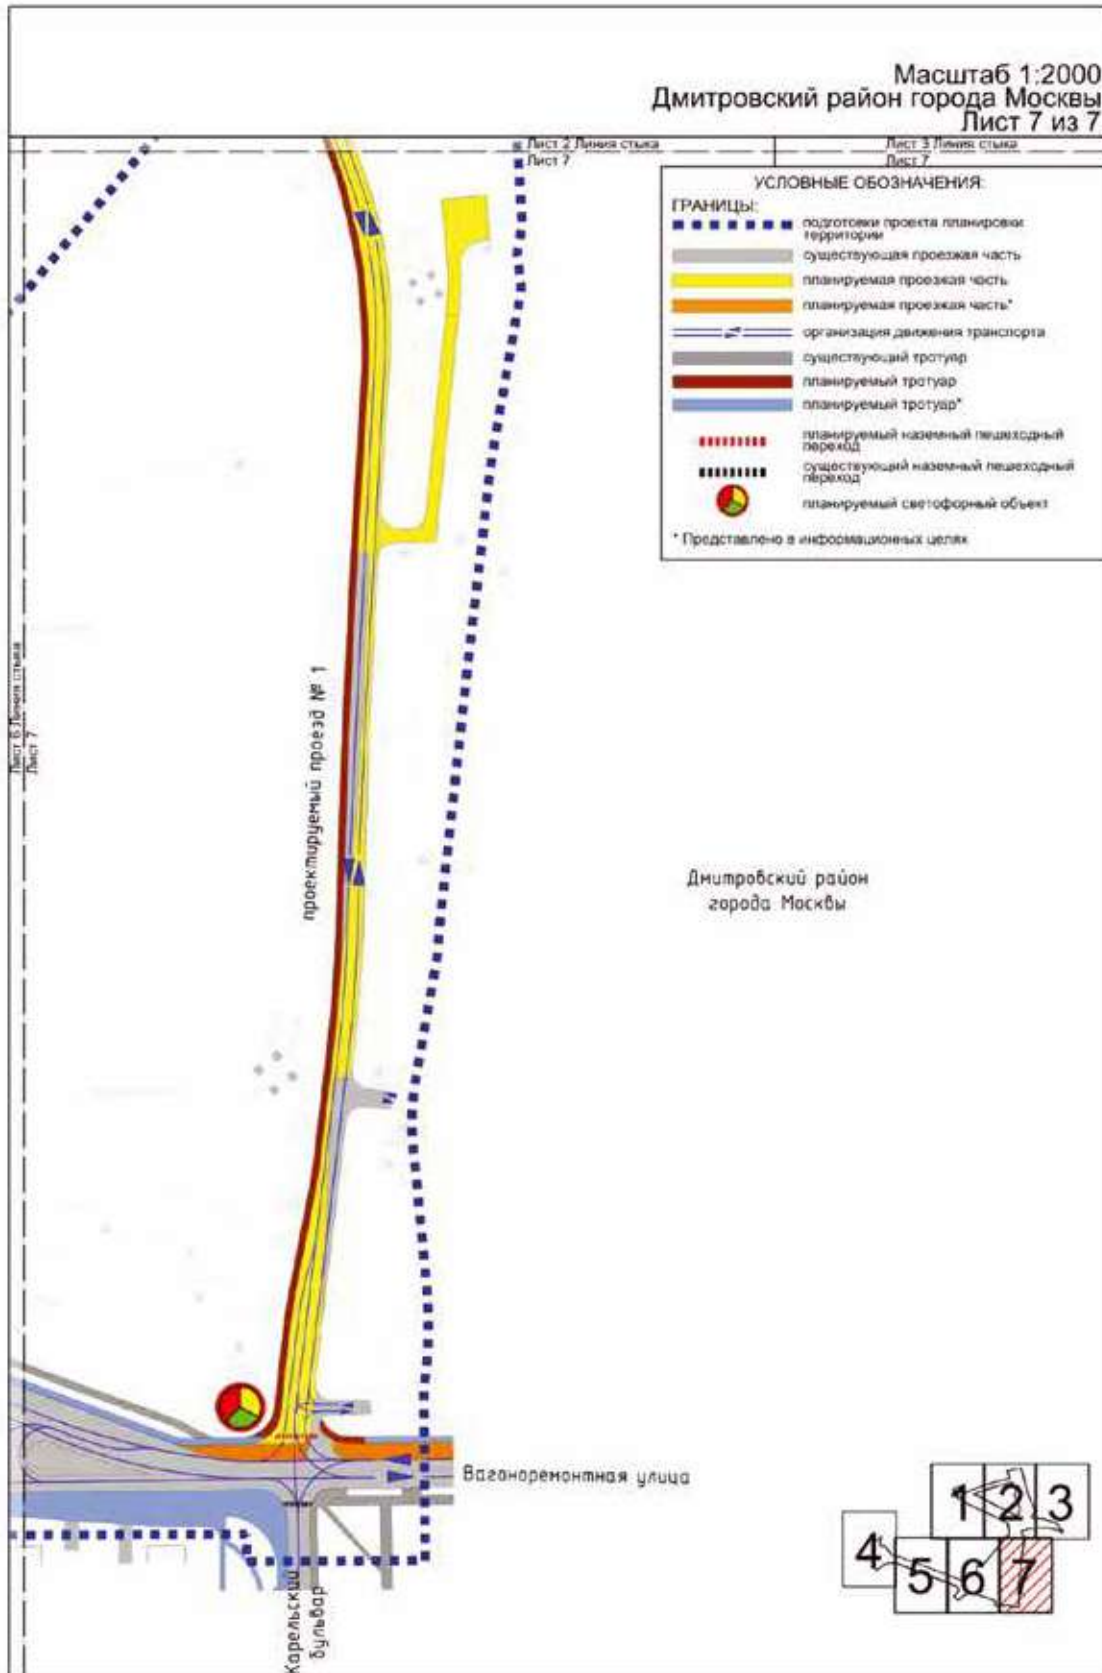 Масштаб 1:2000
Дмитровский район города Москвы
Лист 7 из 7
Лист 2 Линия стыка
Лист 7
Лист 3 Линия стыка
Лист 7
УСЛОВНЫЕ ОБОЗНАЧЕНИЯ:
ГРАНИЦЫ:
подготовки проекта планировки
территории
существующая проезжая часть
планируемая проезжая часть
планируемая проезжая часть*
организация движения транспорта
существующий тротуар
планируемый тротуар
планируемый тротуар*
планируемый наземный пешеходный
переход
существующий наземный пешеходный
переход
планируемый светофорный объект
* Представлено в информационных целях
Лист 6 Линия стыка
Лист 7
проектируемый проезд № 1
Дмитровский район
города Москвы
Вагоноремонтная улица
Карельский
бульвар
1
2
3
4
5
6
7